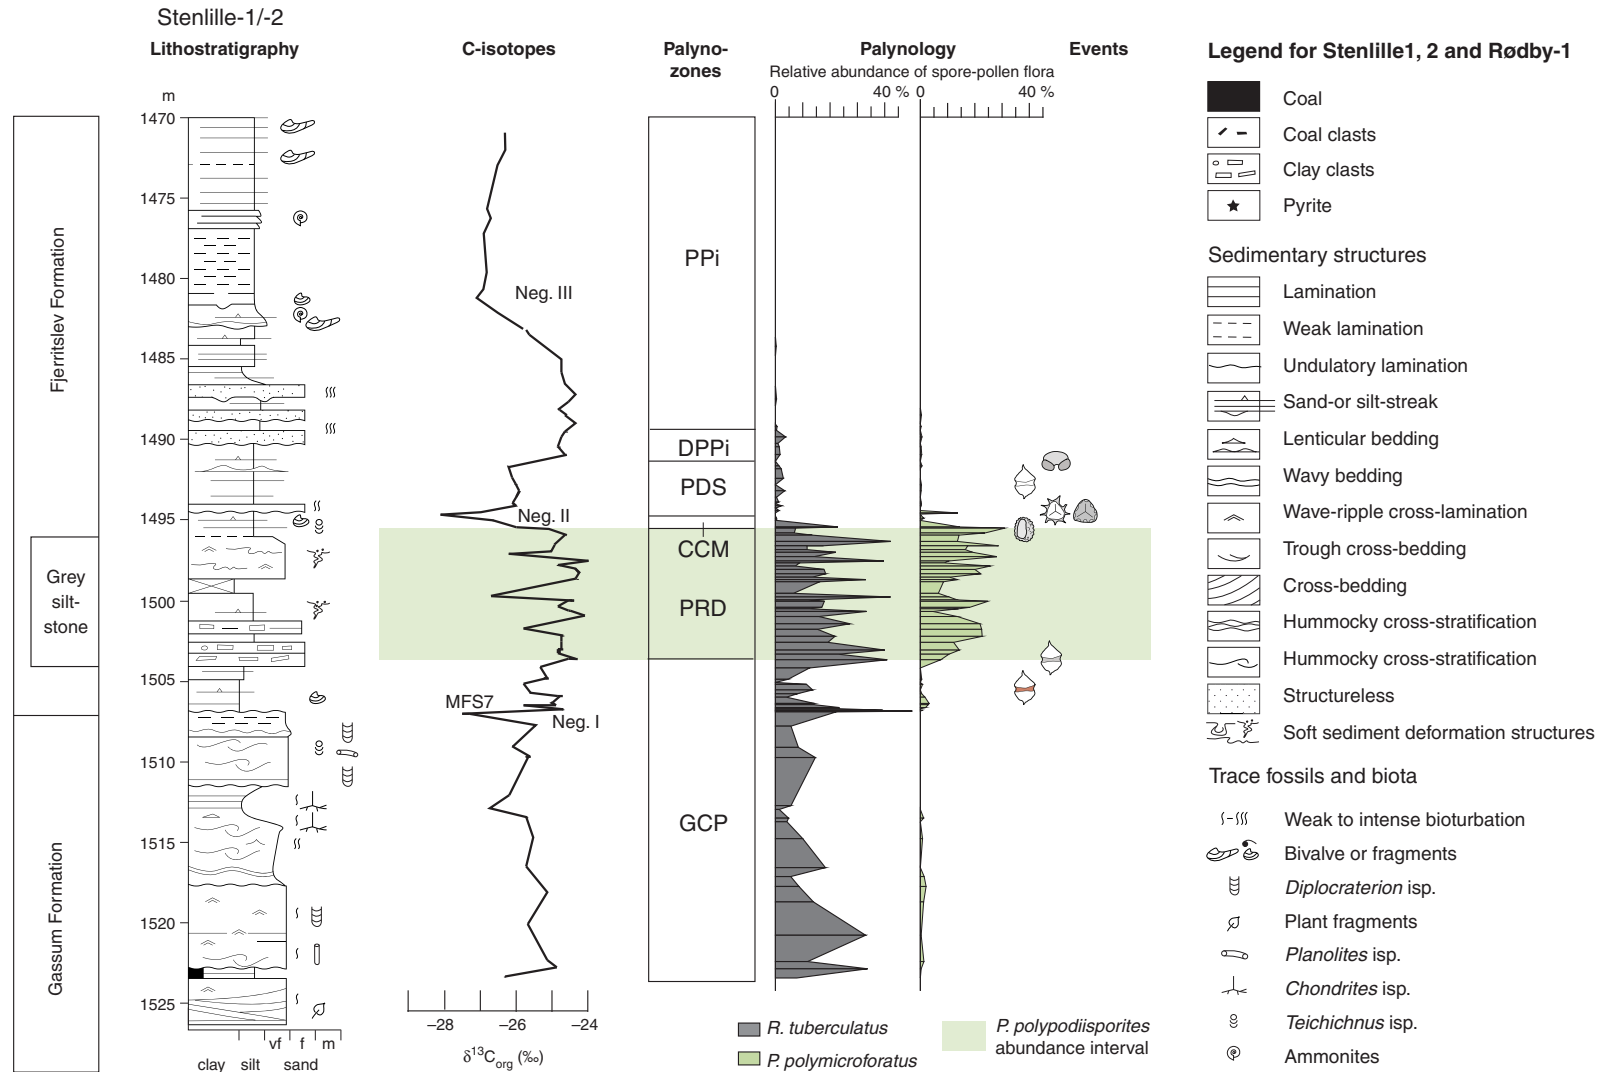 Stenlille-1/-2
Lithostratigraphy
C-isotopes
Palyno-
zones
Palynology
Events
Relative abundance of spore-pollen flora
0
40 %
0
40 %
m
1470
1475
1480
1485
1490
1495
1500
1505
1510
1515
1520
1525
Fjerritslev Formation
Grey
silt-
stone
Gassum Formation
clay
silt
vf
f
m
sand
Neg. III
Neg. II
MFS7
Neg. I
–28
–26
–24
δ13Corg (‰)
PPi
DPPi
PDS
CCM
PRD
GCP
R. tuberculatus
P. polymicroforatus
P. polypodiisporites
abundance interval
Legend for Stenlille1, 2 and Rødby-1
Coal
Coal clasts
Clay clasts
Pyrite
Sedimentary structures
Lamination
Weak lamination
Undulatory lamination
Sand-or silt-streak
Lenticular bedding
Wavy bedding
Wave-ripple cross-lamination
Trough cross-bedding
Cross-bedding
Hummocky cross-stratification
Hummocky cross-stratification
Structureless
Soft sediment deformation structures
Trace fossils and biota
Weak to intense bioturbation
Bivalve or fragments
Diplocraterion isp.
Plant fragments
Planolites isp.
Chondrites isp.
Teichichnus isp.
Ammonites